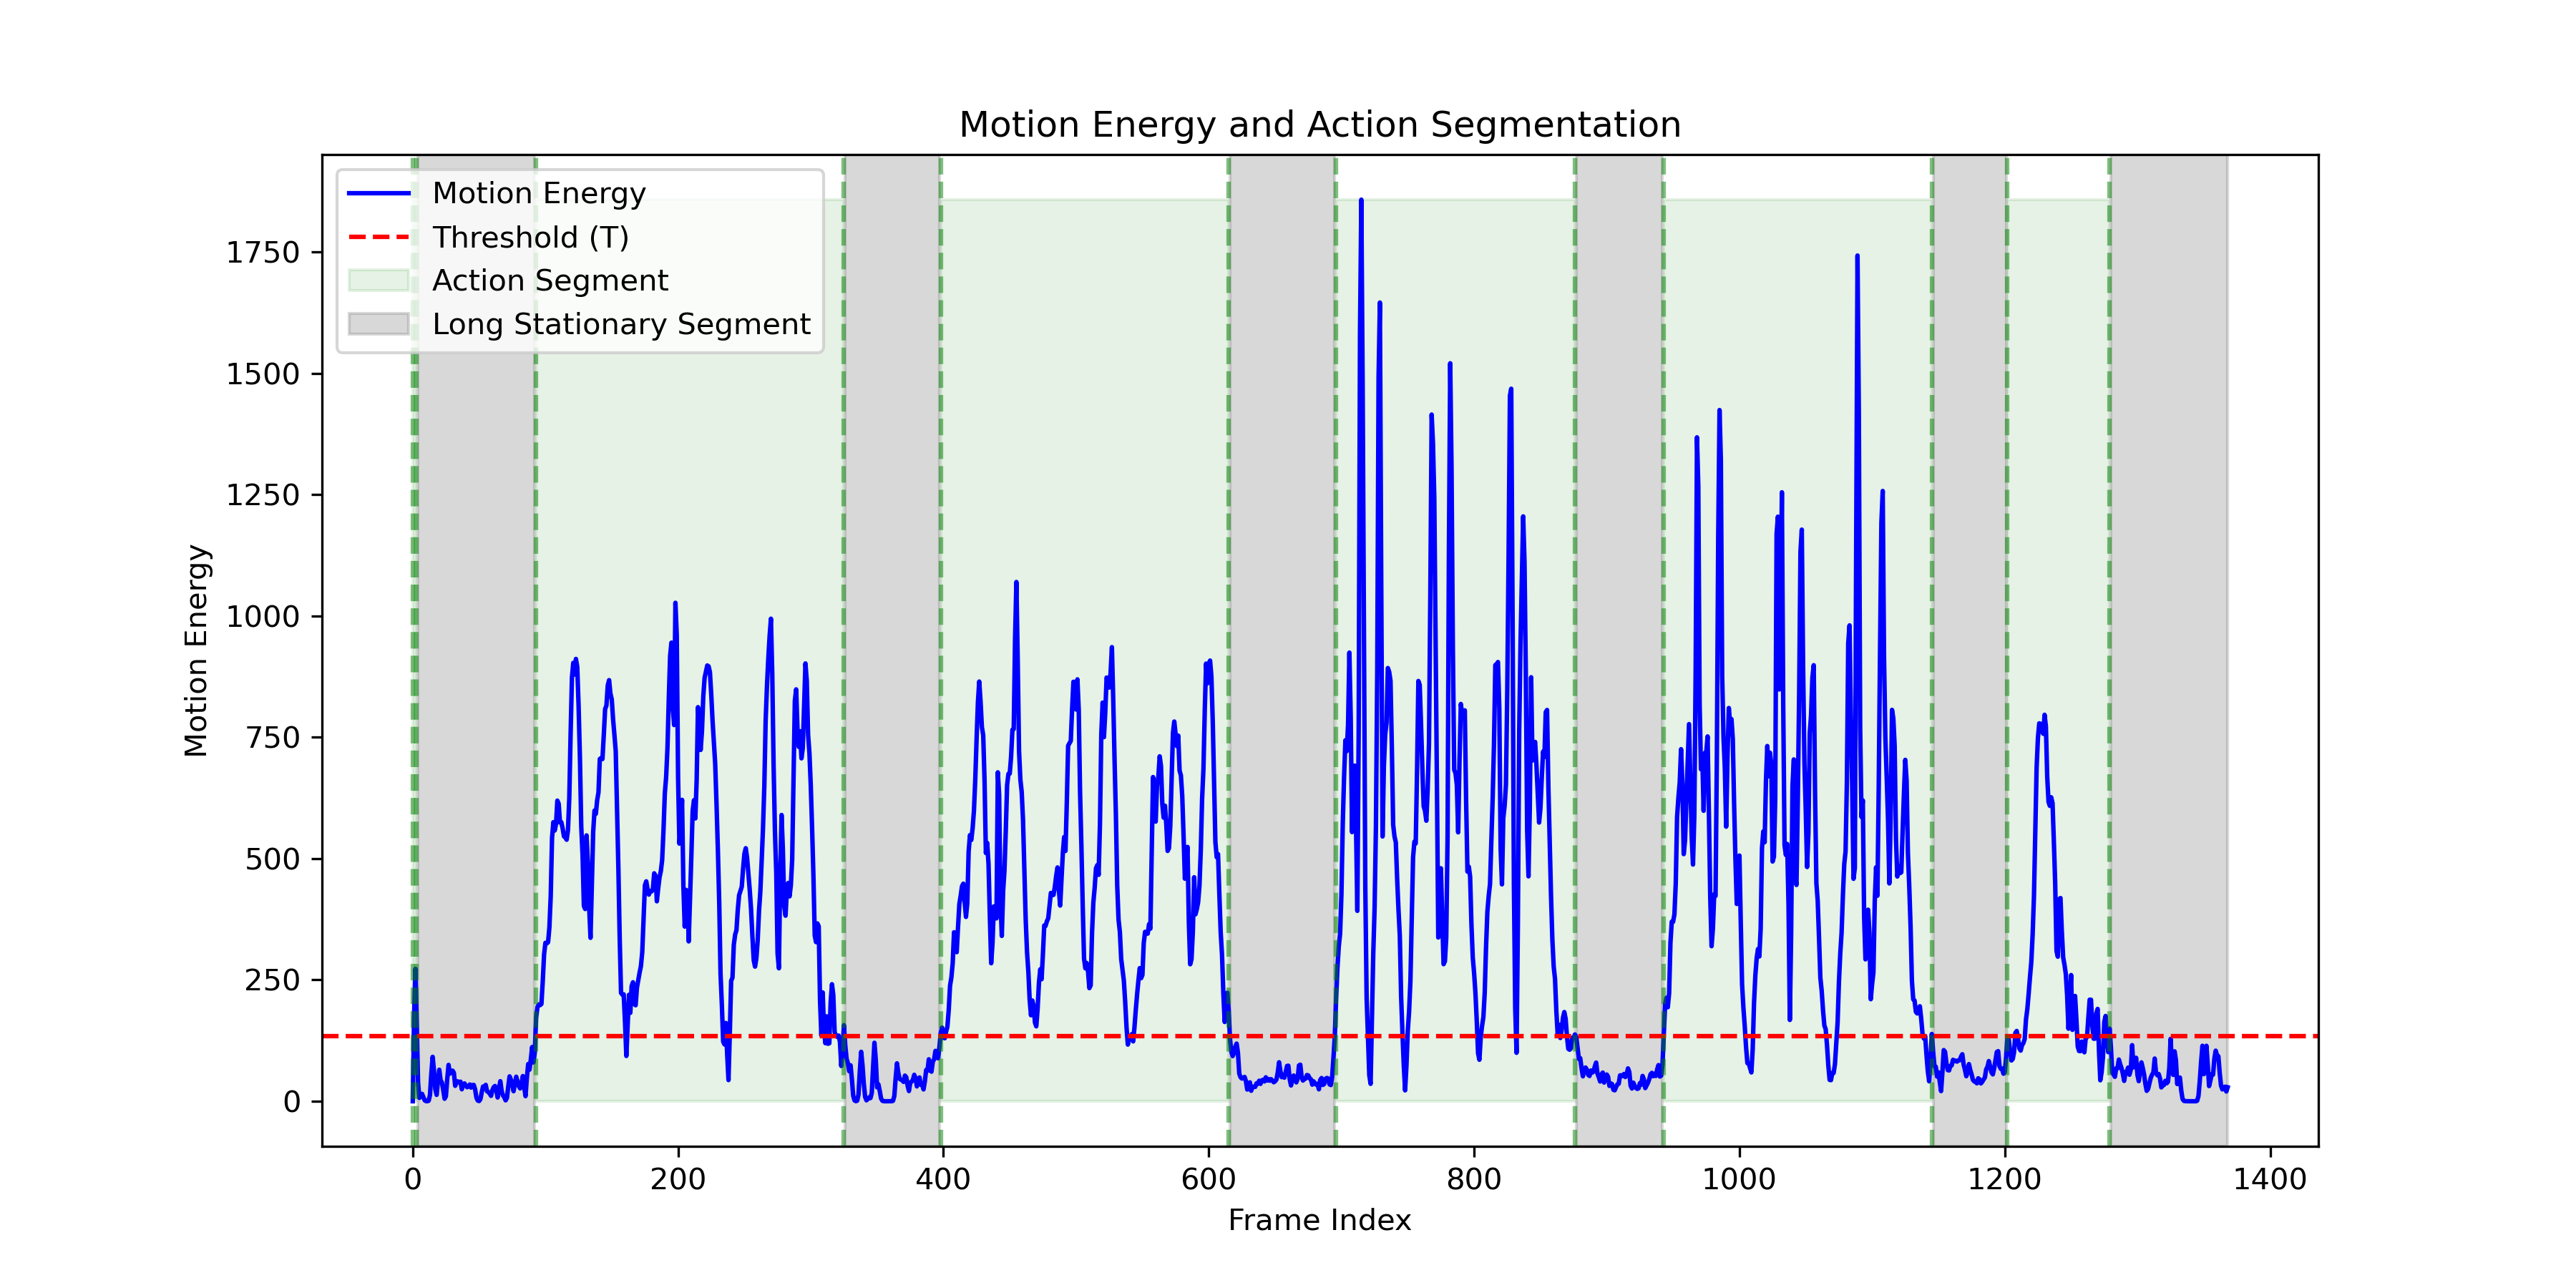 Motion Energy and Action Segmentation
Motion Energy
Threshold (T)
Action Segment
Long Stationary Segment
1750
1500
1250
1000
750
500
250
0
Motion Energy
0 200 400 600 800 1000 1200 1400
Frame Index